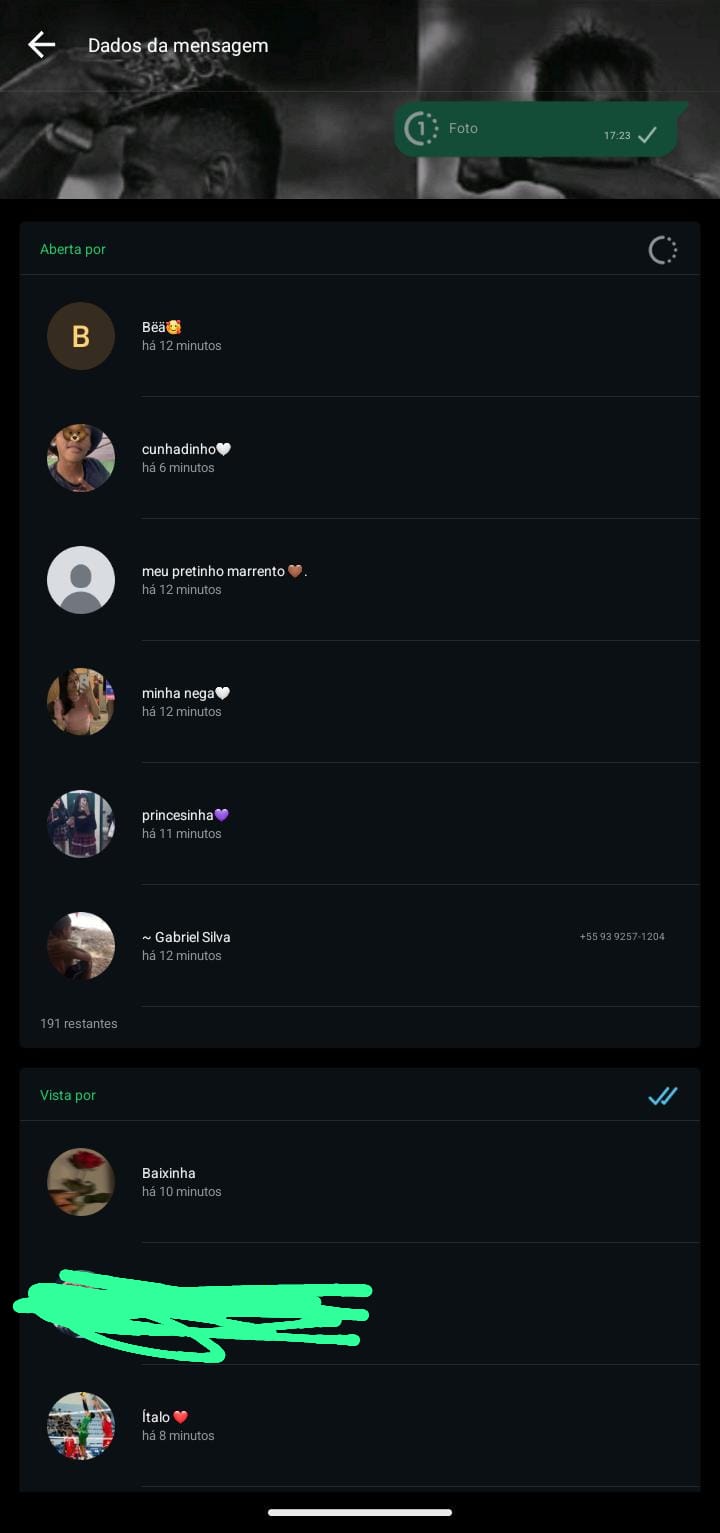 Dados da mensagem
1 Foto
17:23
Aberta por
B
Bëä🥰
há 12 minutos
cunhadinho🤍
há 6 minutos
meu pretinho marrento 🤎.
há 12 minutos
minha nega🤍
há 12 minutos
princesinha💜
há 11 minutos
~ Gabriel Silva +55 93 9257-1204
há 12 minutos
191 restantes
Vista por
Baixinha
há 10 minutos
Ítalo ❤️
há 8 minutos